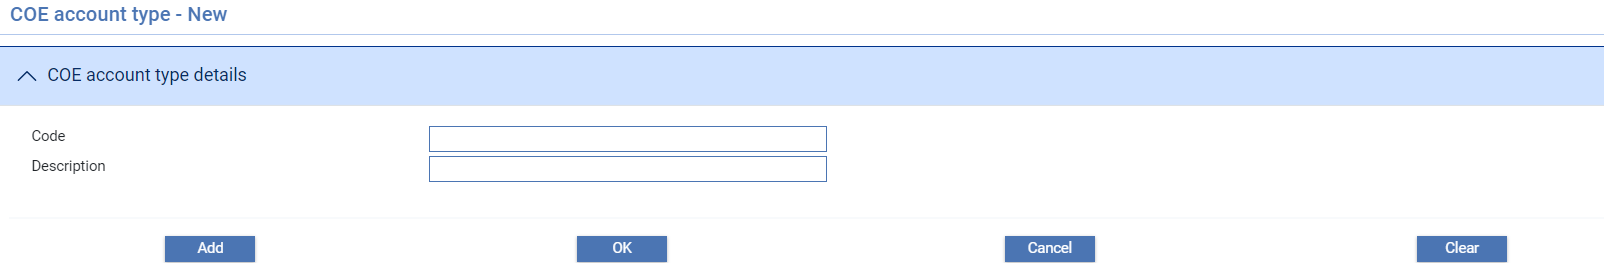 COE account type - New
COE account type details
Code
Description
Add OK Cancel Clear